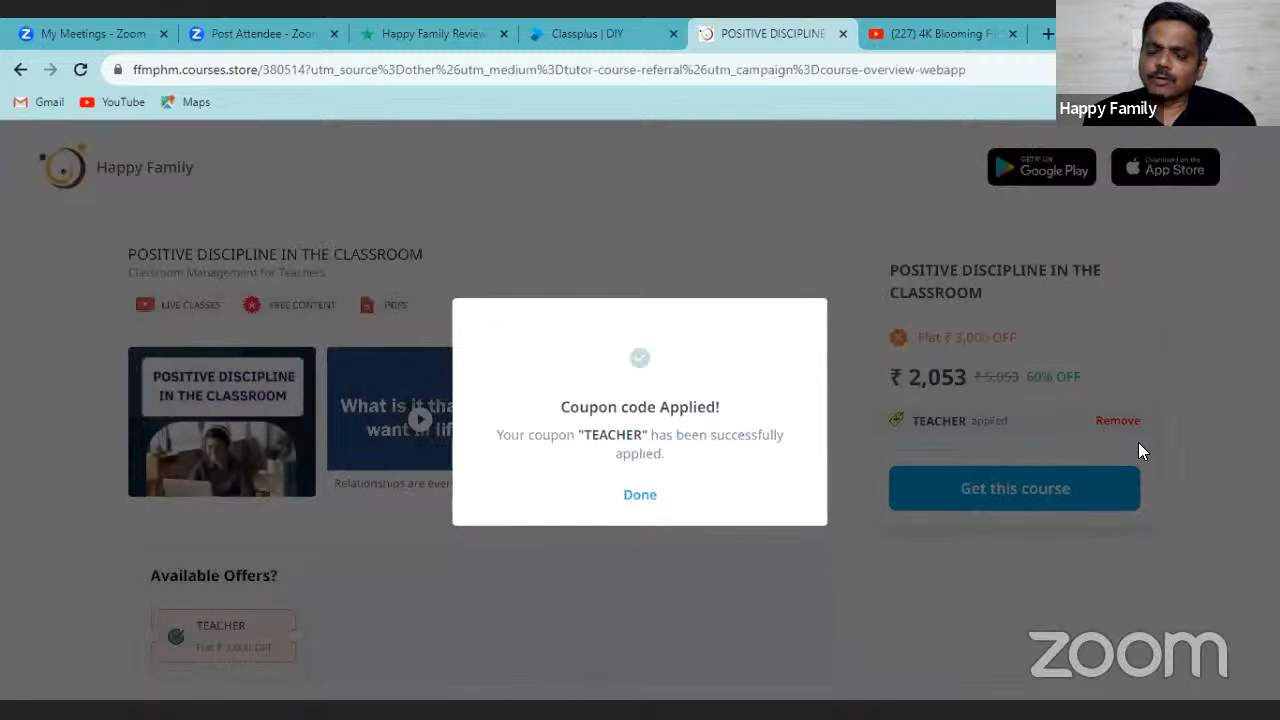 My Meetings - Zoom
Post Attendee - Zoom
Happy Family Review
Classplus | DIY
POSITIVE DISCIPLINE
(227) 4K Blooming
ffmphm.courses.store/380514?utm_source%3Dother%26utm_medium%3Dtutor-course-referral%26utm_campaign%3Dcourse-overview-webapp
Gmail
YouTube
Maps
Happy Family
Happy Family
GET IT ON
Google Play
Download on the
App Store
POSITIVE DISCIPLINE IN THE CLASSROOM
Classroom Management for Teachers
LIVE CLASSES
FREE CONTENT
PDFS
POSITIVE DISCIPLINE
IN THE CLASSROOM
What is it tha
want in lif
Relationships are ever
Coupon code Applied!
Your coupon "TEACHER" has been successfully
applied.
Done
POSITIVE DISCIPLINE IN THE
CLASSROOM
Flat ₹ 3,000 OFF
₹ 2,053 ₹ 5,053 60% OFF
TEACHER applied
Remove
Get this course
Available Offers?
TEACHER
Flat ₹ 3,000 OFF
zoom